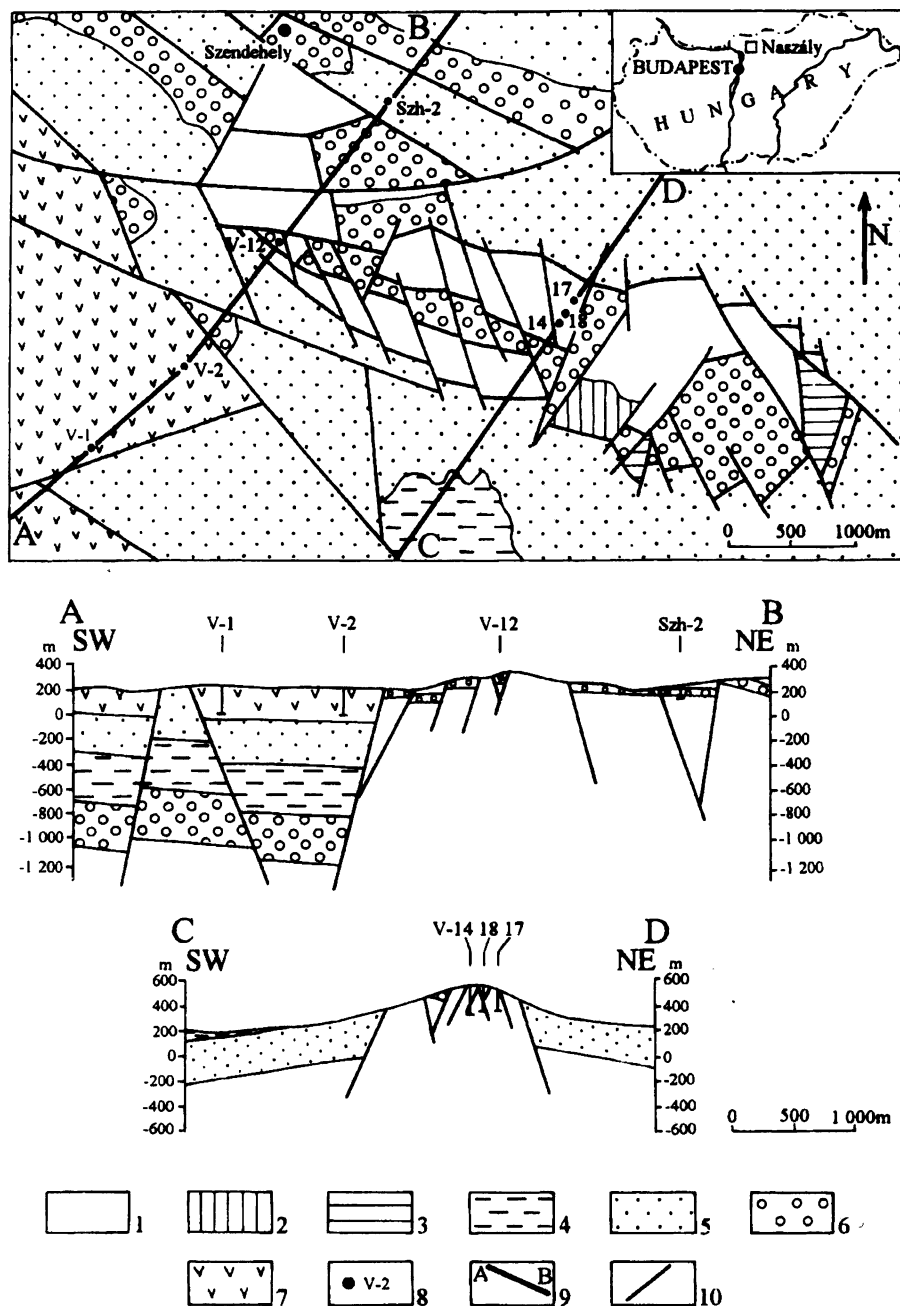 B
Szendehely
Szh-2
Naszály
BUDAPEST
HUNGARY
D
N
V-12
17
14
18
V-2
V-1
A
C
0 500 1000m
A
B
m SW
V-1
V-2
V-12
Szh-2
NE m
400
200
0
-200
-400
-600
-800
-1 000
-1 200
400
200
0
-200
-400
-600
-800
-1 000
-1 200
C
D
m SW
V-14 18 17
NE m
600
400
200
0
-200
-400
-600
600
400
200
0
-200
-400
-600
0 500 1 000m
1
2
3
4
5
6
7
V-2 8
A B 9
10